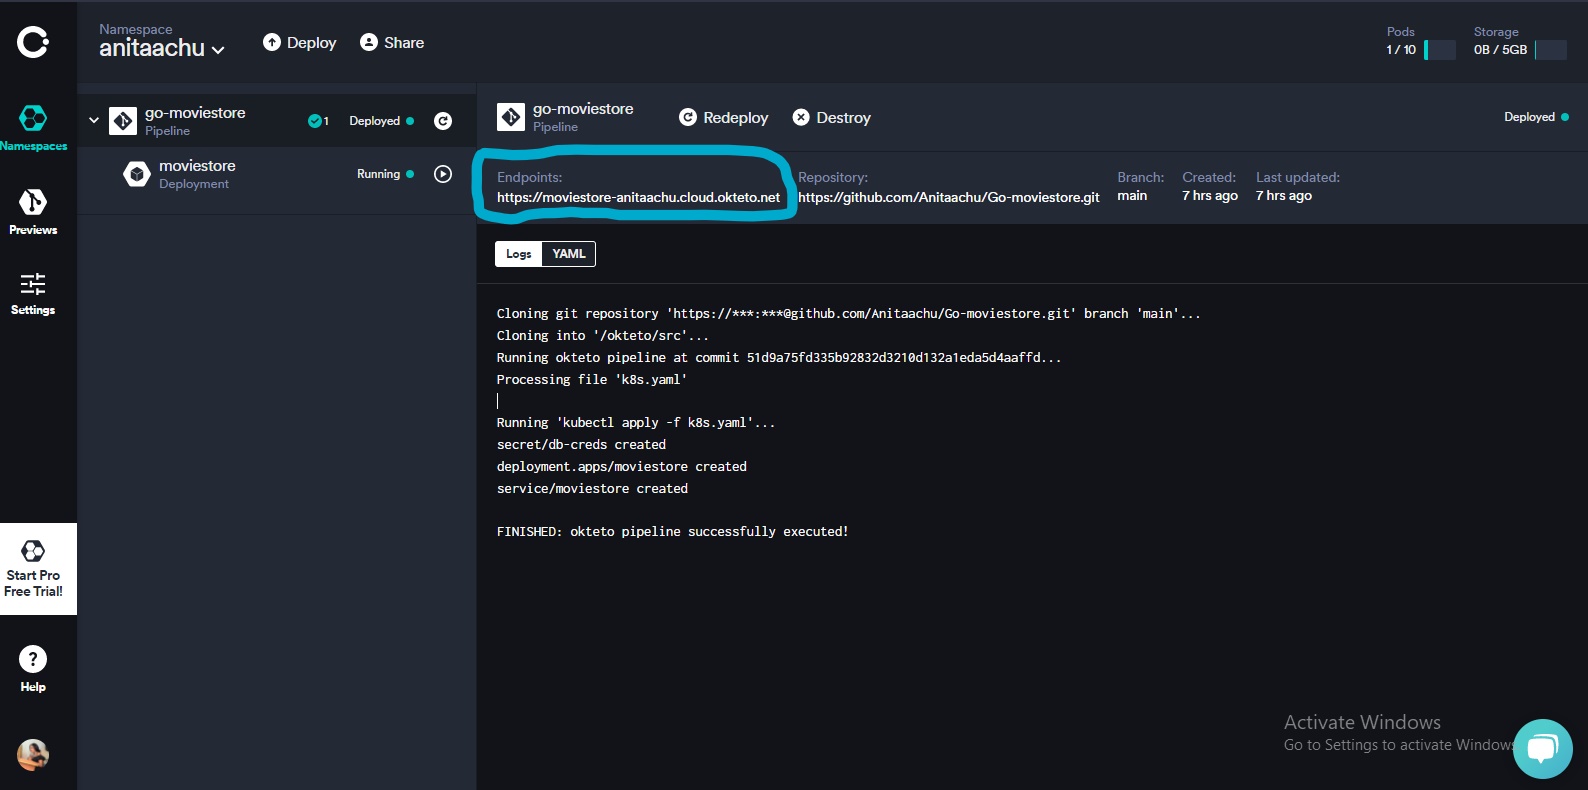 Namespace
anitaachu
Deploy
Share
Pods
1 / 10
Storage
0B / 5GB
Namespaces
Previews
Settings
Start Pro
Free Trial!
Help
go-moviestore
Pipeline
1
Deployed
moviestore
Deployment
Running
go-moviestore
Pipeline
Redeploy
Destroy
Deployed
Endpoints:
https://moviestore-anitaachu.cloud.okteto.net
Repository:
https://github.com/Anitaachu/Go-moviestore.git
Branch:
main
Created:
7 hrs ago
Last updated:
7 hrs ago
Logs
YAML
Cloning git repository 'https://***:***@github.com/Anitaachu/Go-moviestore.git' branch 'main'...
Cloning into '/okteto/src'...
Running okteto pipeline at commit 51d9a75fd335b92832d3210d132a1eda5d4aaffd...
Processing file 'k8s.yaml'
Running 'kubectl apply -f k8s.yaml'...
secret/db-creds created
deployment.apps/moviestore created
service/moviestore created
FINISHED: okteto pipeline successfully executed!
Activate Windows
Go to Settings to activate Windows
?